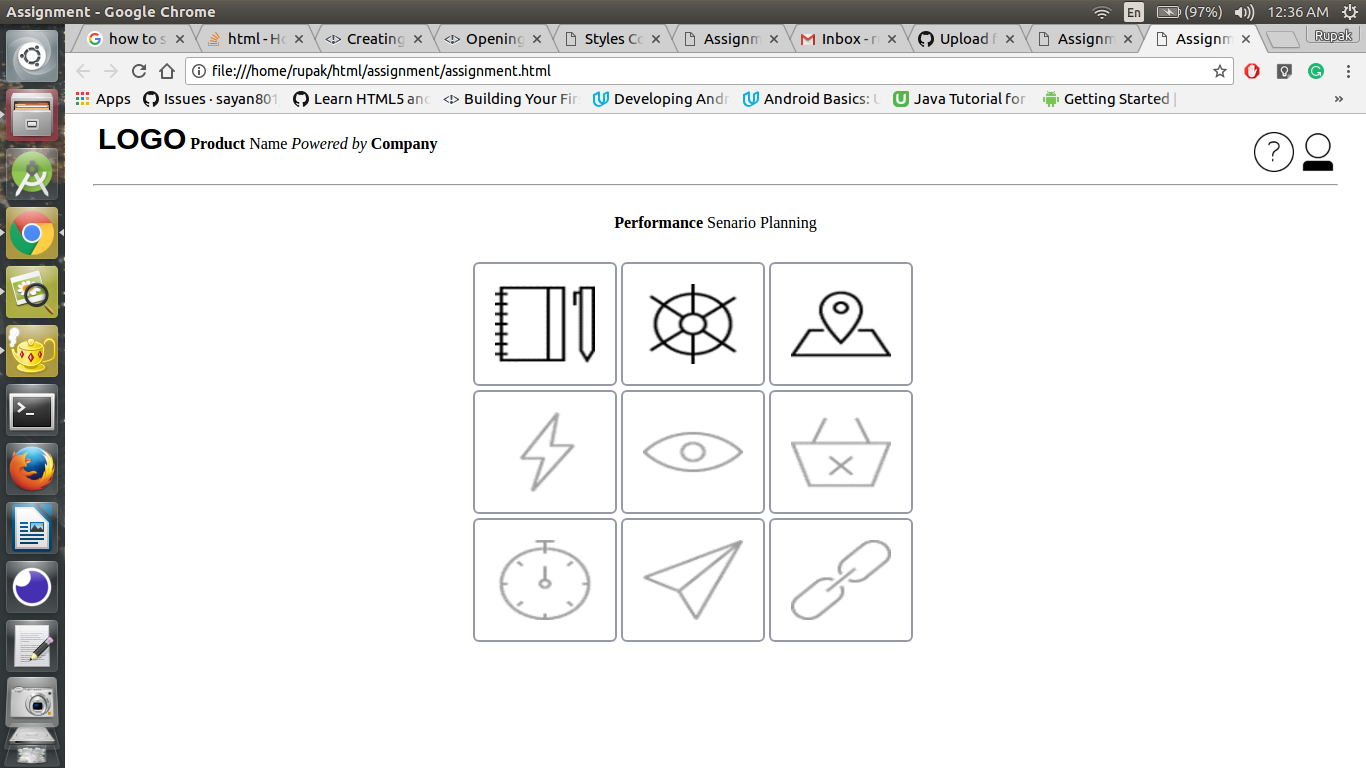 Assignment - Google Chrome
En (97%) 12:36 AM
how to s html - Ho Creating Opening Styles Co Assignm Inbox - r Upload f Assignm Assignm Rupak
file:///home/rupak/html/assignment/assignment.html
Apps Issues · sayan801 Learn HTML5 and Building Your Firs Developing Andr Android Basics: U Java Tutorial for Getting Started | »
LOGO Product Name Powered by Company
?
Performance Senario Planning